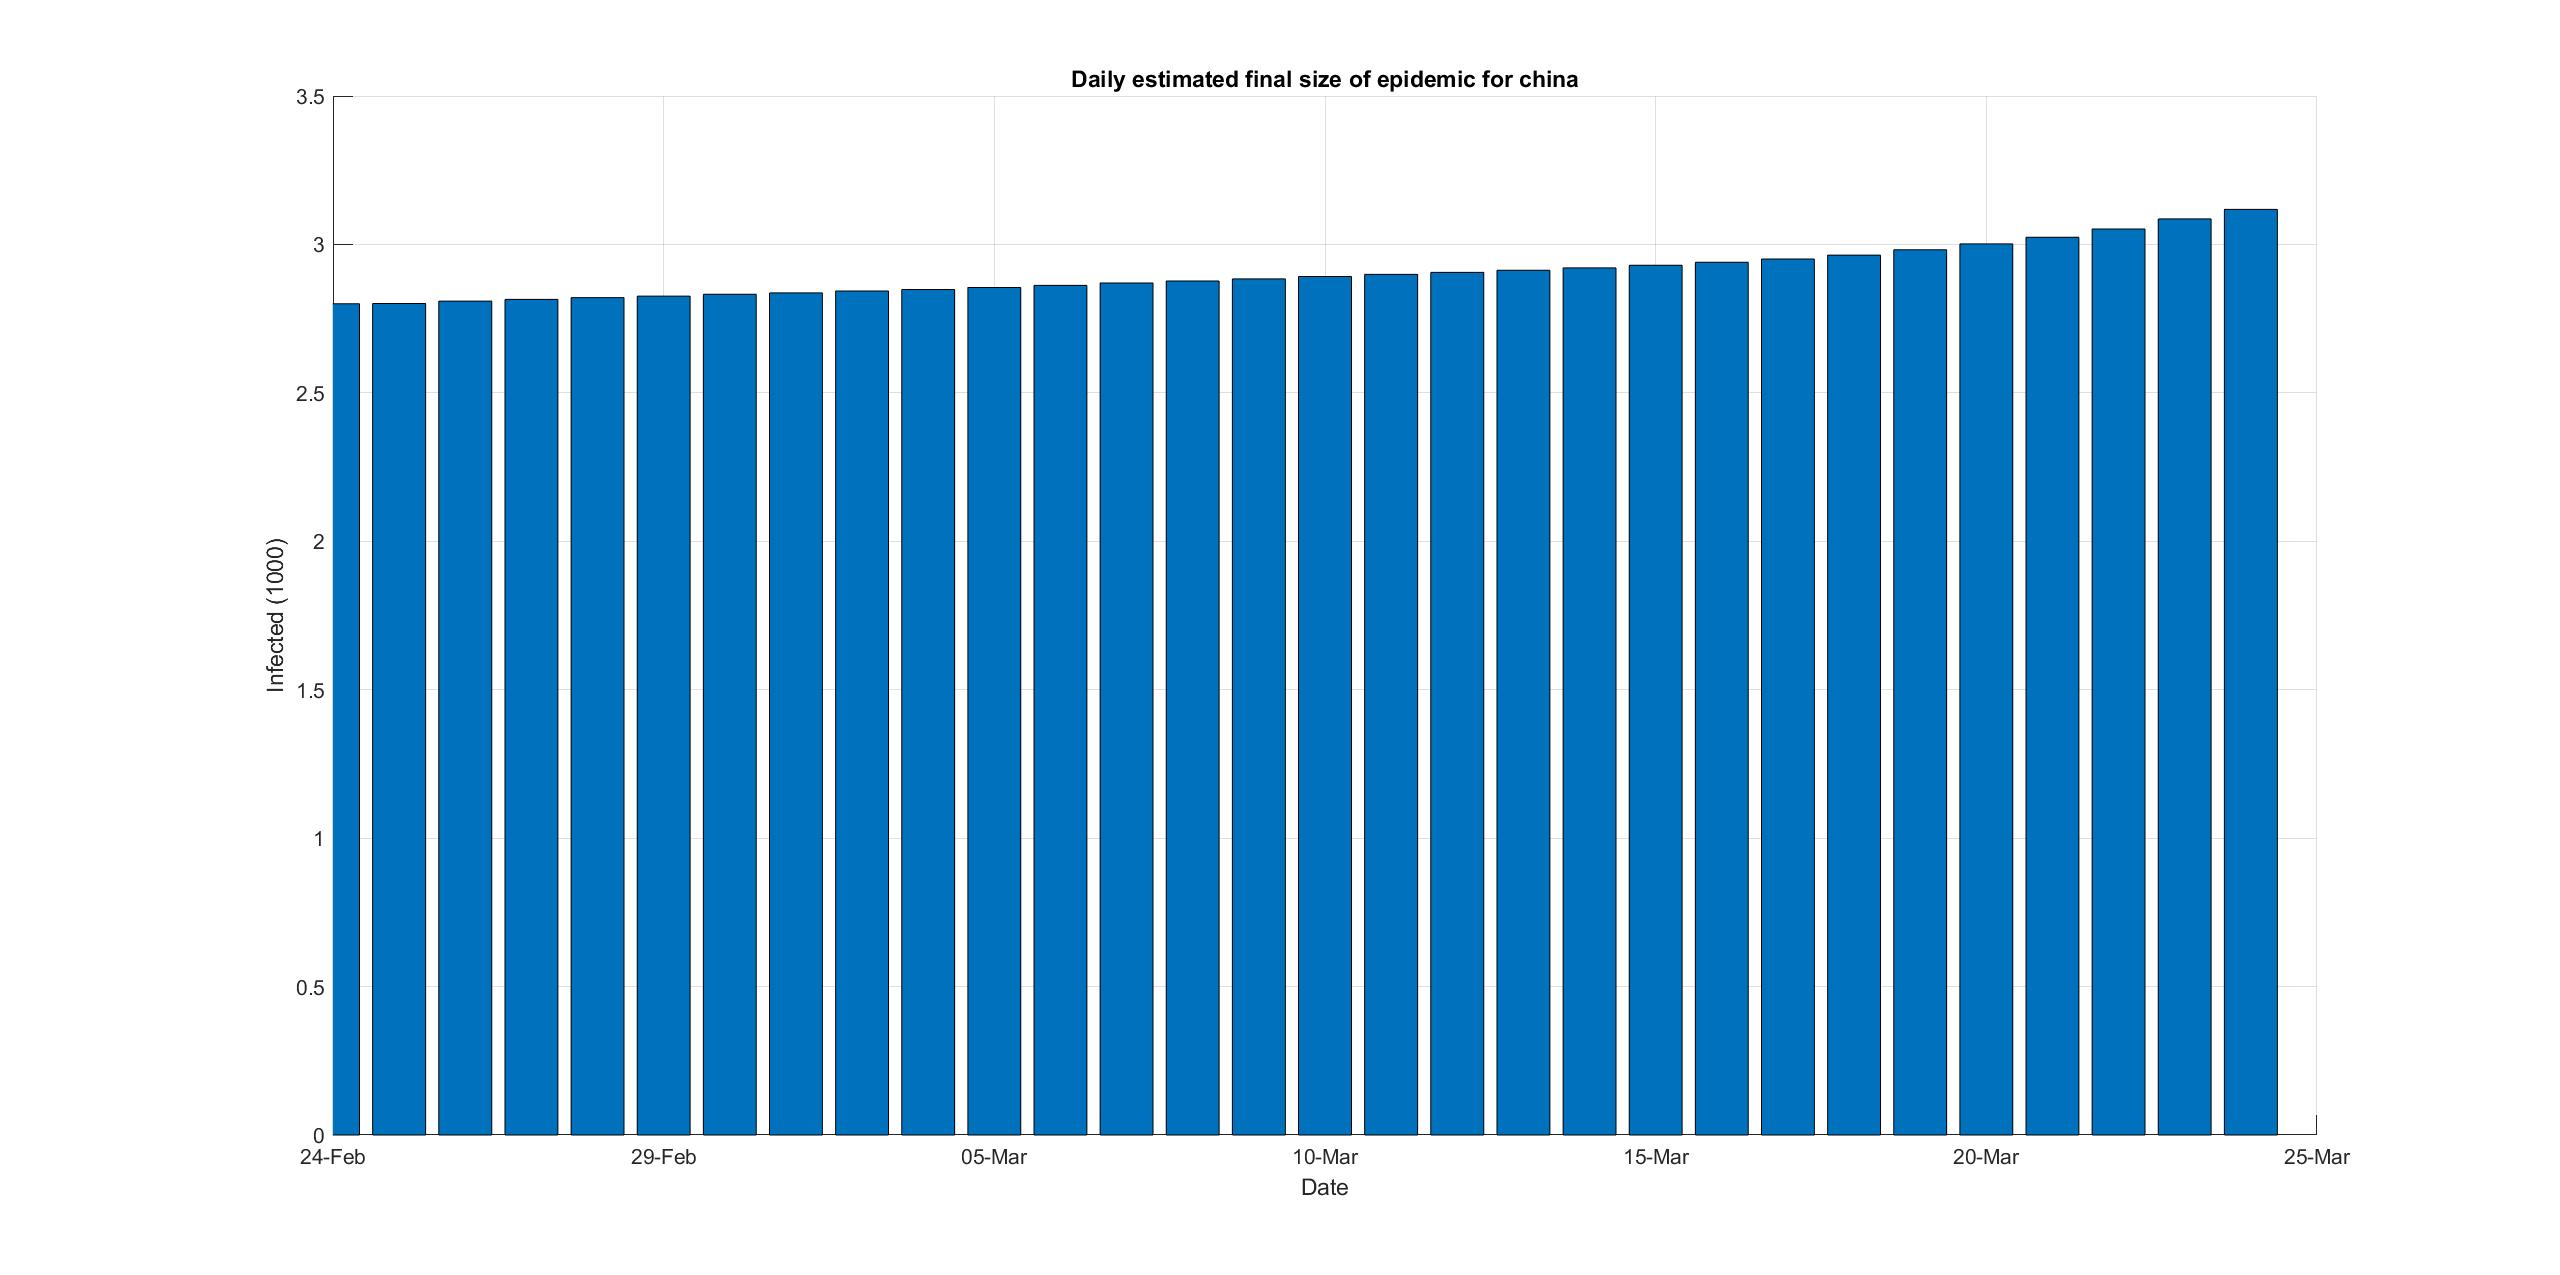 Daily estimated final size of epidemic for china
3.5
3
2.5
2
1.5
1
0.5
0
Infected (1000)
24-Feb 29-Feb 05-Mar 10-Mar 15-Mar 20-Mar 25-Mar
Date